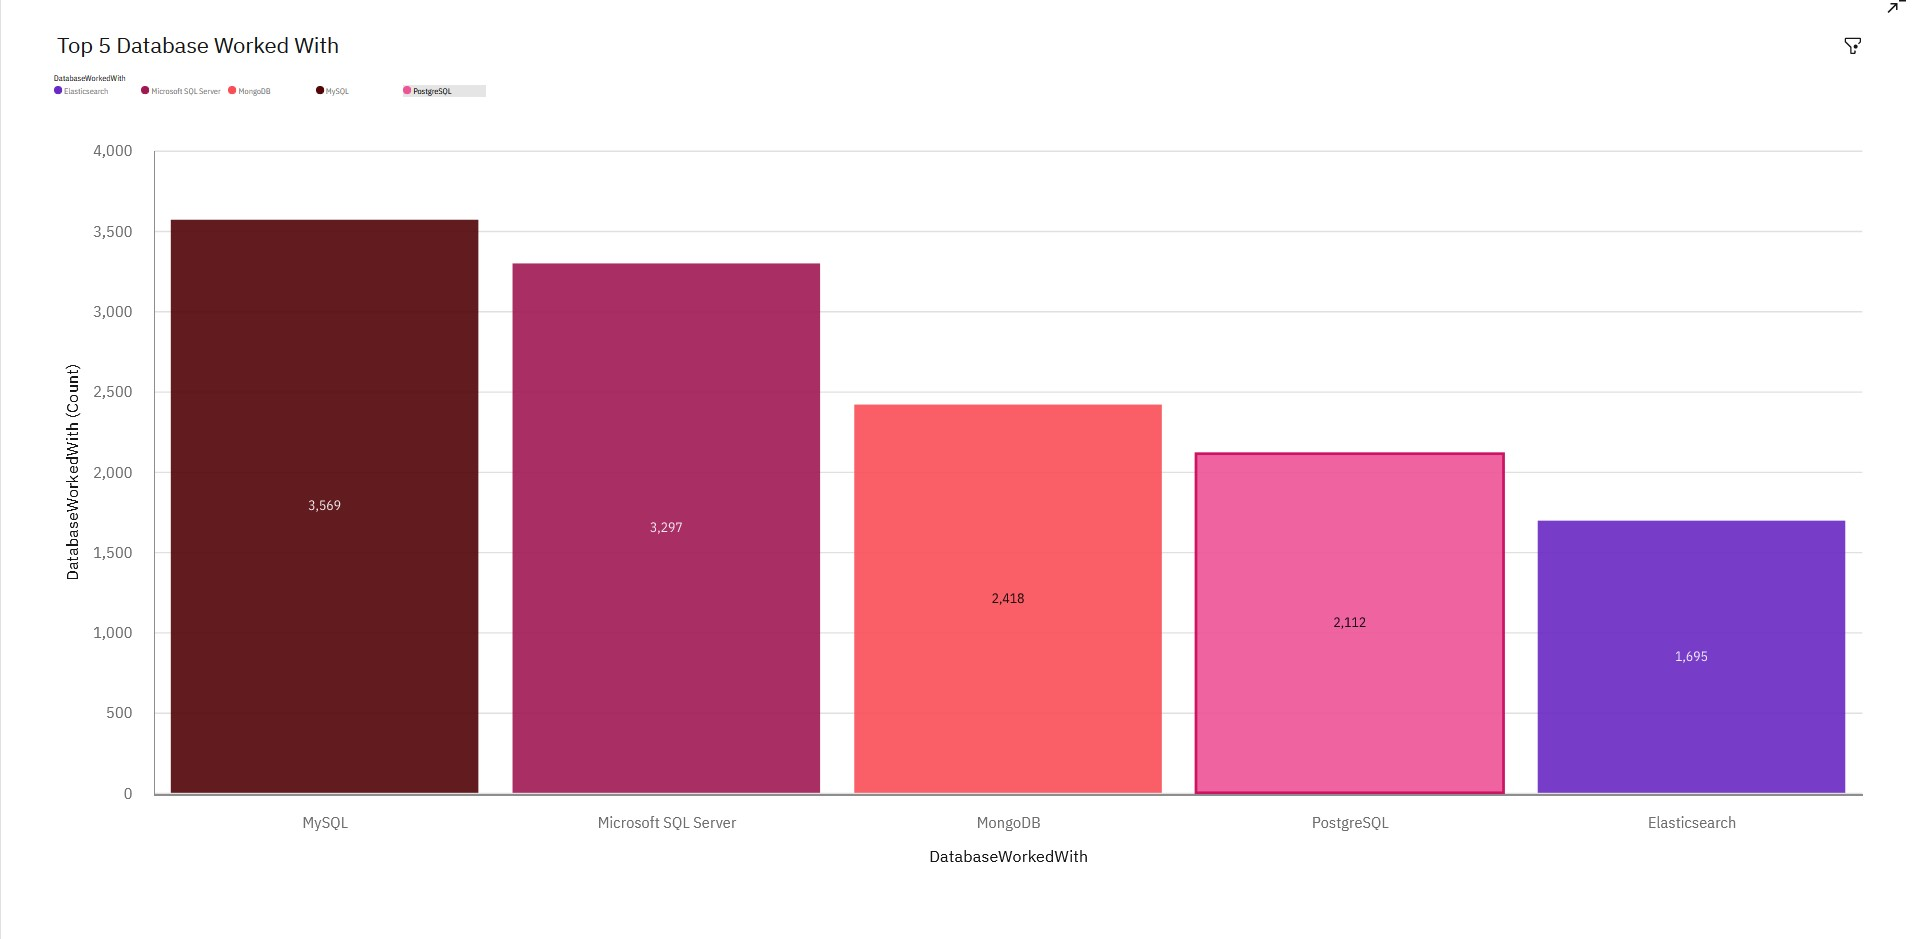 Top 5 Database Worked With
DatabaseWorkedWith
Elasticsearch Microsoft SQL Server MongoDB MySQL PostgreSQL
4,000
3,500
3,000
2,500
2,000
1,500
1,000
500
0
DatabaseWorkedWith (Count)
3,569
3,297
2,418
2,112
1,695
MySQL Microsoft SQL Server MongoDB PostgreSQL Elasticsearch
DatabaseWorkedWith